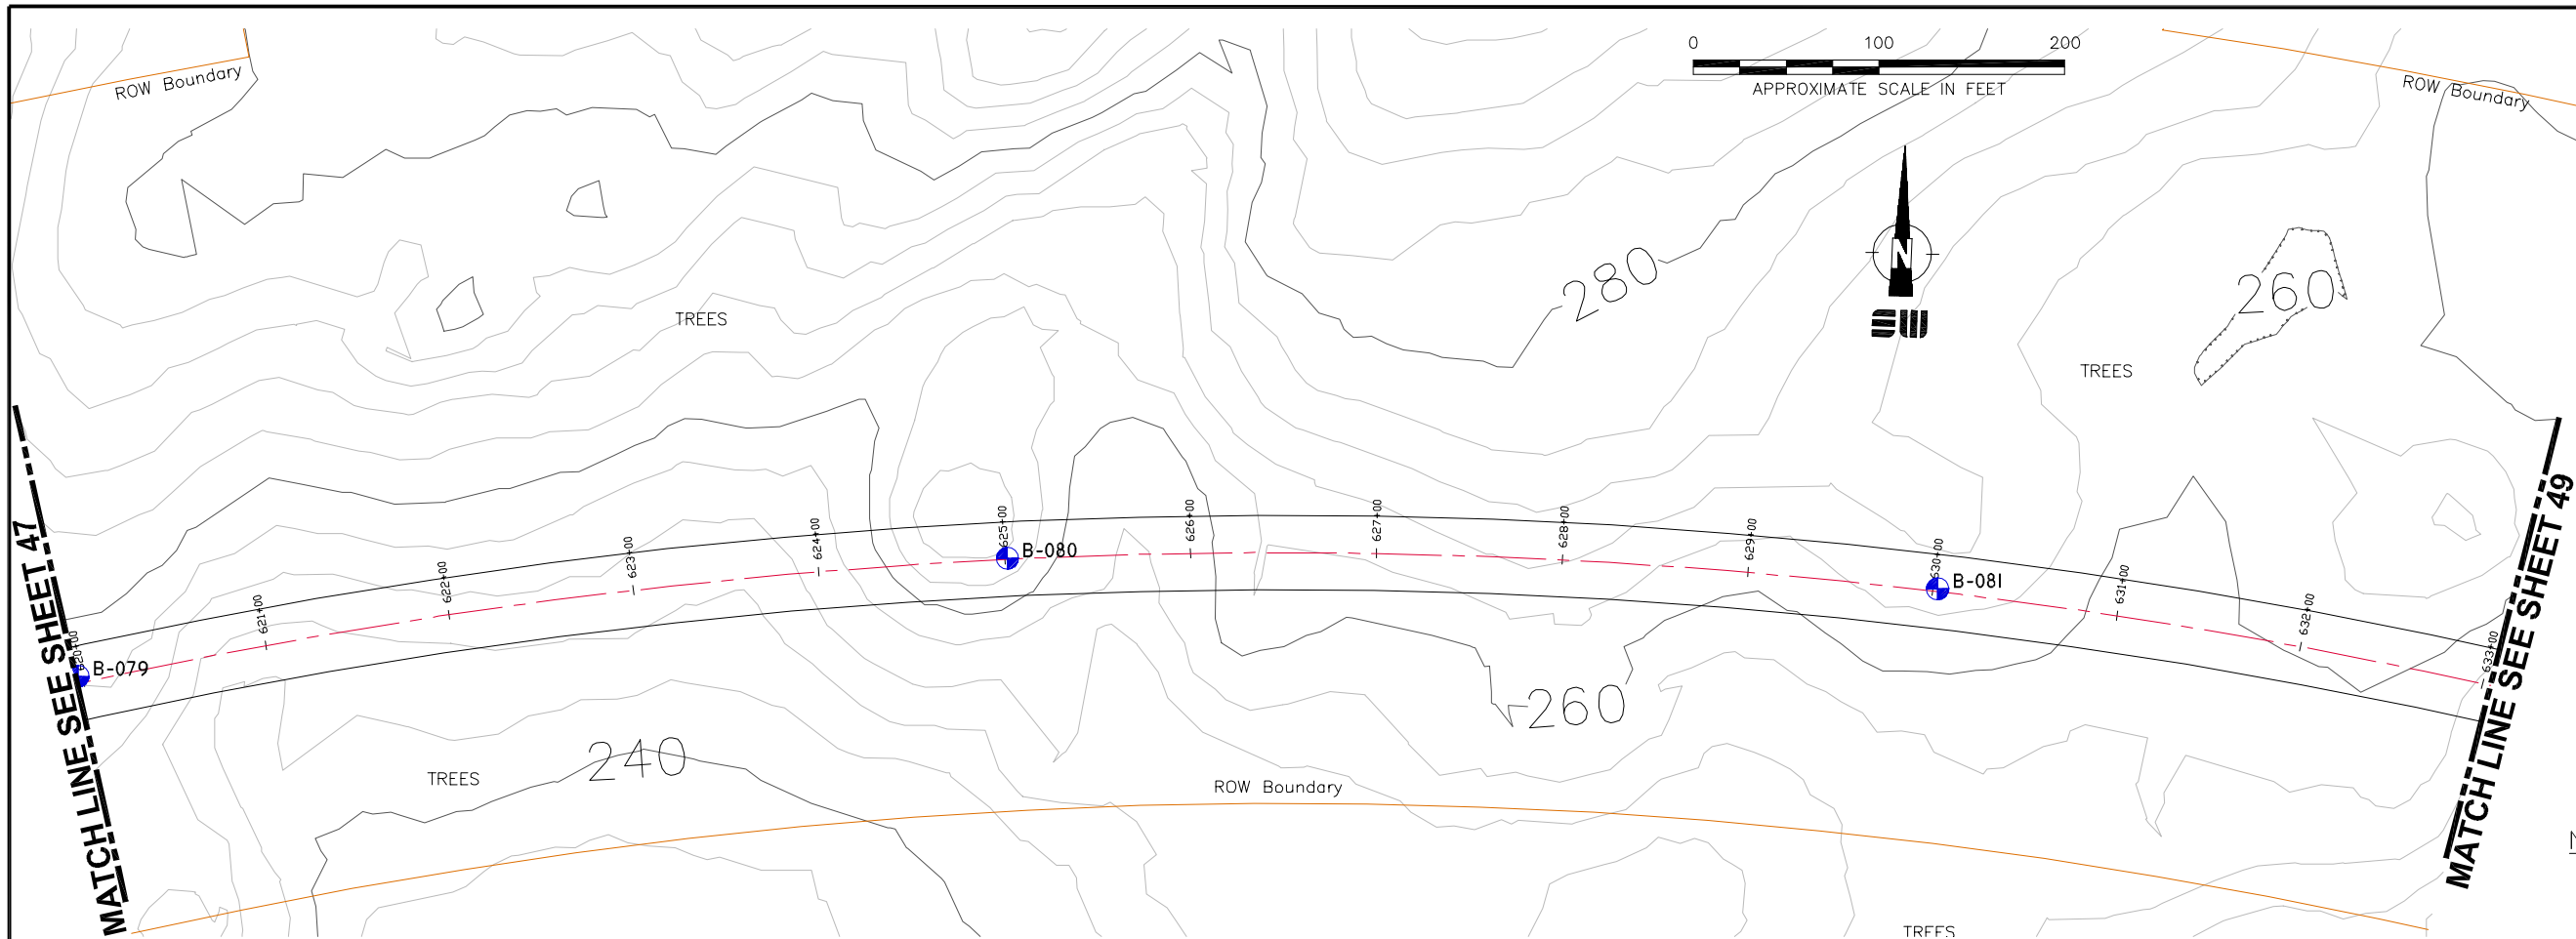 0 100 200
APPROXIMATE SCALE IN FEET
ROW Boundary
ROW Boundary
N
280
260
TREES
TREES
MATCH LINE SEE SHEET 47
620+00
621+00
622+00
623+00
624+00
625+00
626+00
627+00
628+00
629+00
630+00
631+00
632+00
633+00
B-079
B-080
B-081
MATCH LINE SEE SHEET 49
260
240
TREES
ROW Boundary
TREES